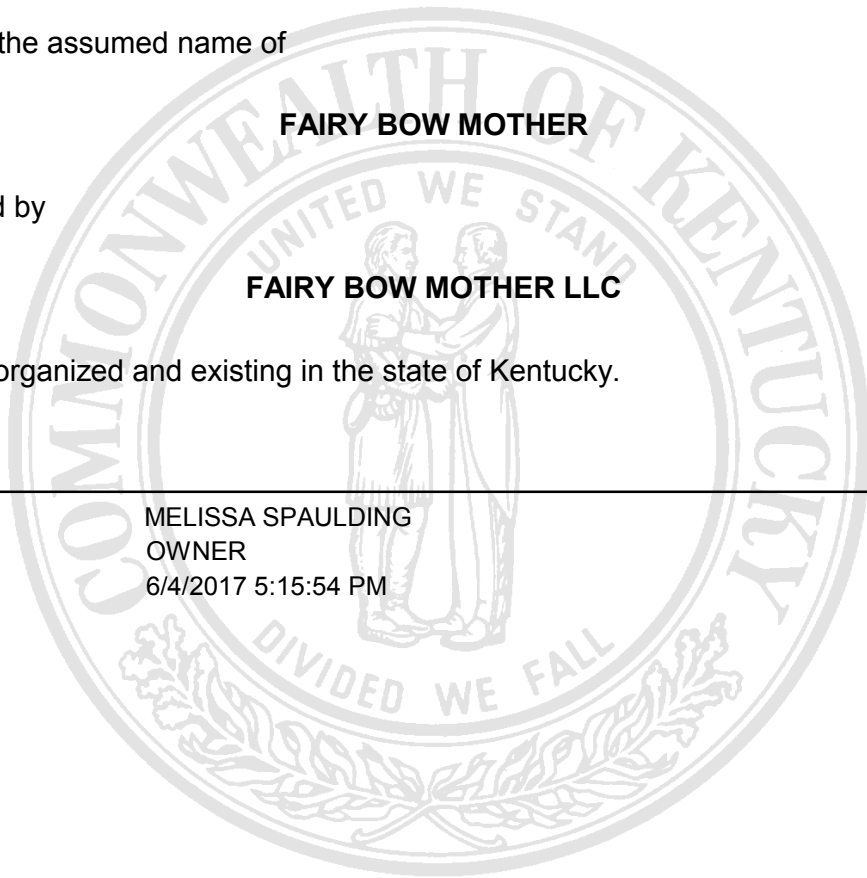 the assumed name of
FAIRY BOW MOTHER
d by
FAIRY BOW MOTHER LLC
organized and existing in the state of Kentucky.
MELISSA SPAULDING
OWNER
6/4/2017 5:15:54 PM
COMMONWEALTH OF KENTUCKY
UNITED WE STAND
DIVIDED WE FALL